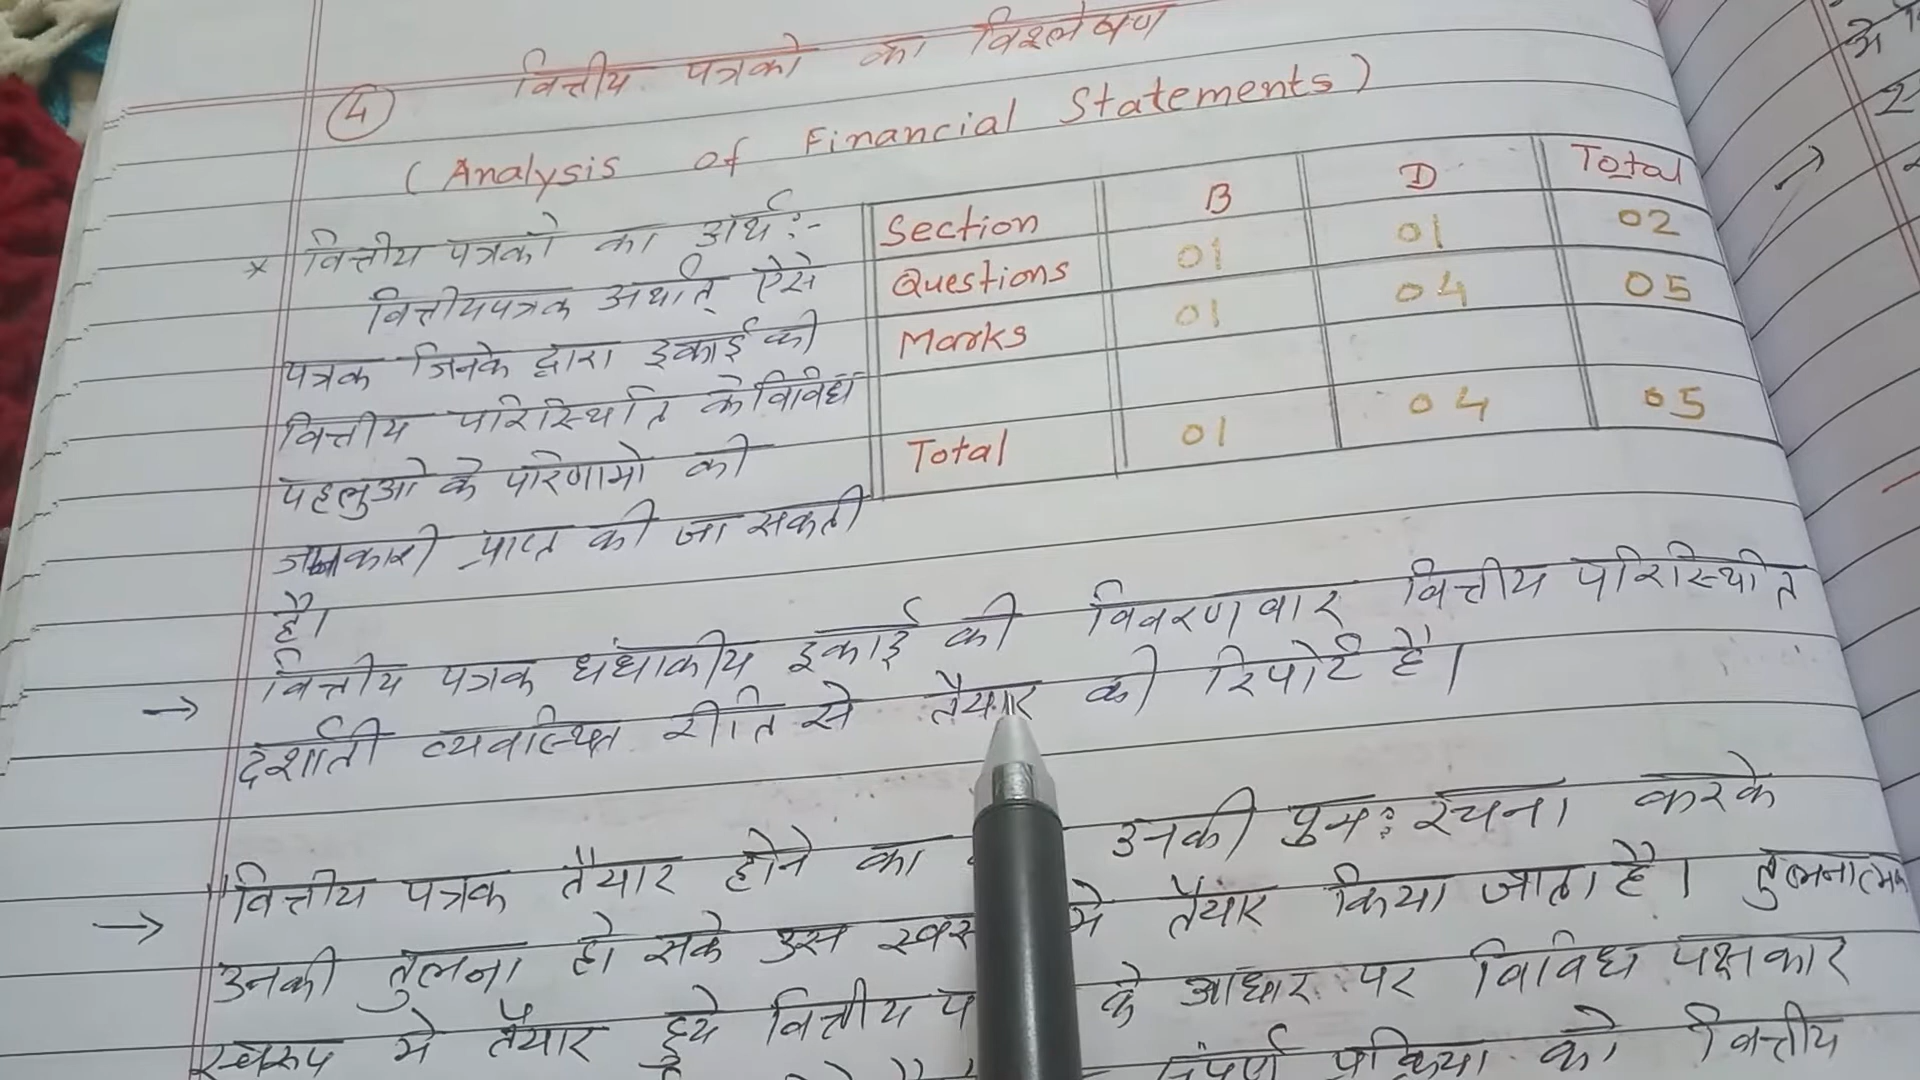 वित्तीय पत्रको का विश्लेषण
4
(Analysis of Financial Statements)
* वित्तीय पत्रको का अर्थ :-
वित्तीयपत्रक अर्थात् ऐसे
पत्रक जिनके द्वारा इकाई की
वित्तीय परिस्थिति के विविध
पहलुओ के परिणामो की
जानकारी प्राप्त की जा सकती
है।
Section B D Total
Questions 01 01 02
Marks 01 04 05
Total 01 04 05
→ वित्तीय पत्रक धंधाकीय इकाई की विवरणवार वित्तीय परिस्थिति
दर्शाती व्यवस्थित रीति से तैयार की रिपोर्ट है।
→ "वित्तीय पत्रक तैयार होने का उनकी पुनः रचना करके
उनकी तुलना हो सके उस मे तैयार किया जाता है। तुलनात्मक
स्वरूप मे तैयार हुये वित्तीय के आधार पर विविध पक्षकार
संपूर्ण प्रक्रिया को वित्तीय